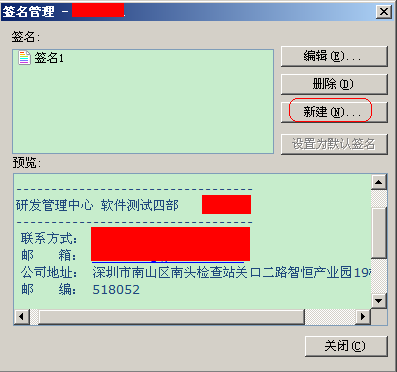 签名管理 -
签名:
签名1
编辑(E)...
删除(D)
新建(N)...
设置为默认签名
预览:
--------------------------------
研发管理中心 软件测试四部
--------------------------------
联系方式:
邮 箱:
公司地址: 深圳市南山区南头检查站关口二路智恒产业园19栋
邮 编: 518052
关闭(C)